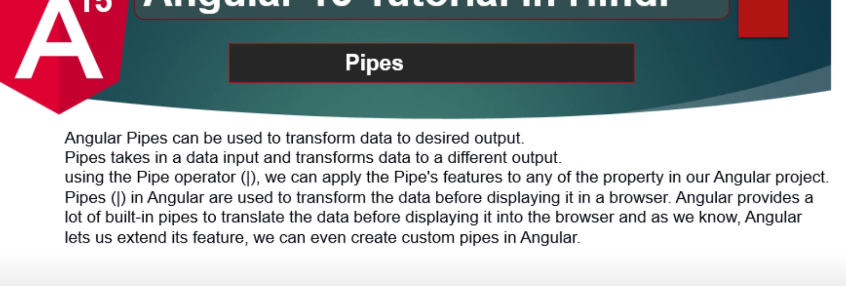 15
Angular 15 Tutorial in Hindi
Pipes
Angular Pipes can be used to transform data to desired output.
Pipes takes in a data input and transforms data to a different output.
using the Pipe operator (|), we can apply the Pipe's features to any of the property in our Angular project.
Pipes (|) in Angular are used to transform the data before displaying it in a browser. Angular provides a
lot of built-in pipes to translate the data before displaying it into the browser and as we know, Angular
lets us extend its feature, we can even create custom pipes in Angular.